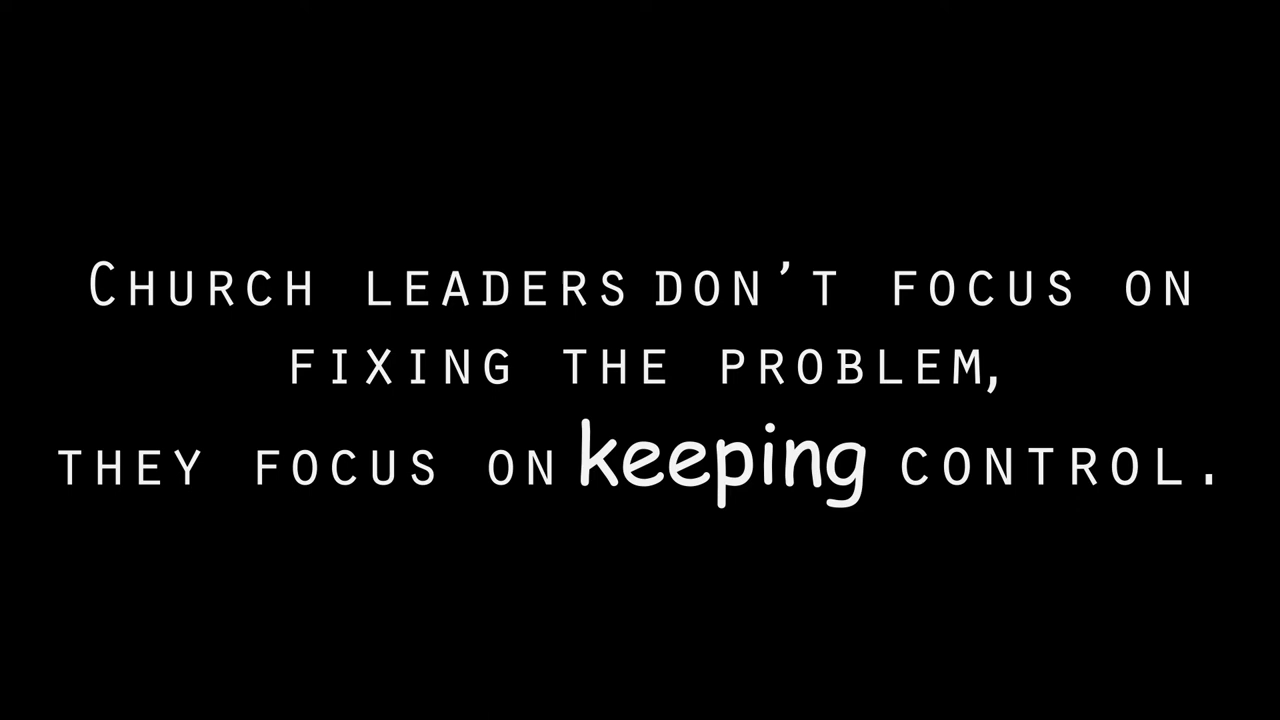 Church leaders don't focus on
fixing the problem,
they focus on keeping control.